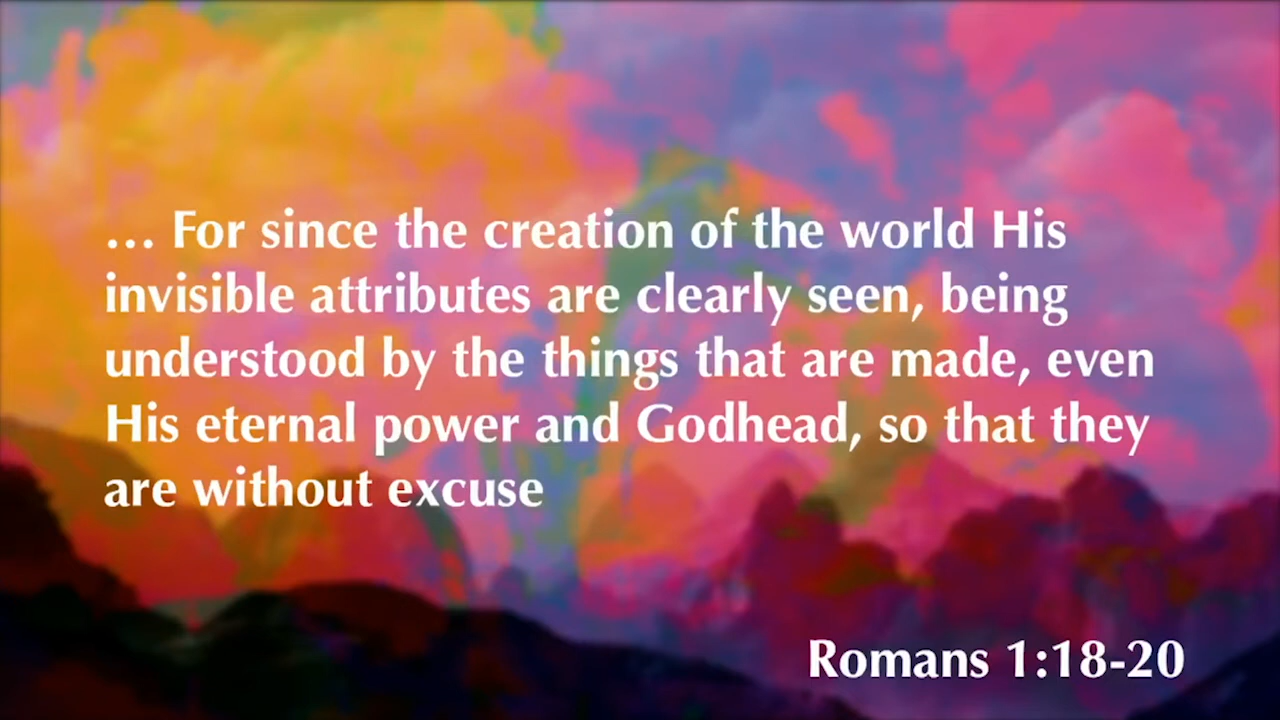 … For since the creation of the world His
invisible attributes are clearly seen, being
understood by the things that are made, even
His eternal power and Godhead, so that they
are without excuse
Romans 1:18-20